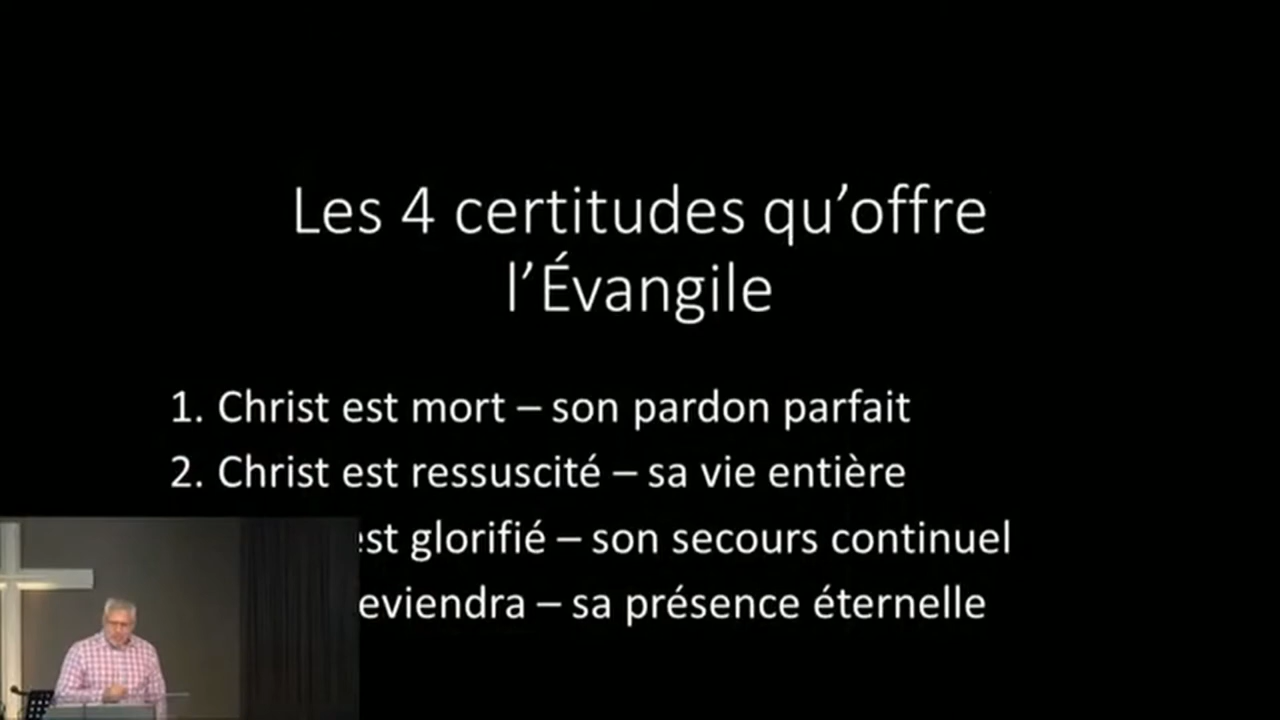 Les 4 certitudes qu’offre
l’Évangile
1. Christ est mort – son pardon parfait
2. Christ est ressuscité – sa vie entière
est glorifié – son secours continuel
eviendra – sa présence éternelle